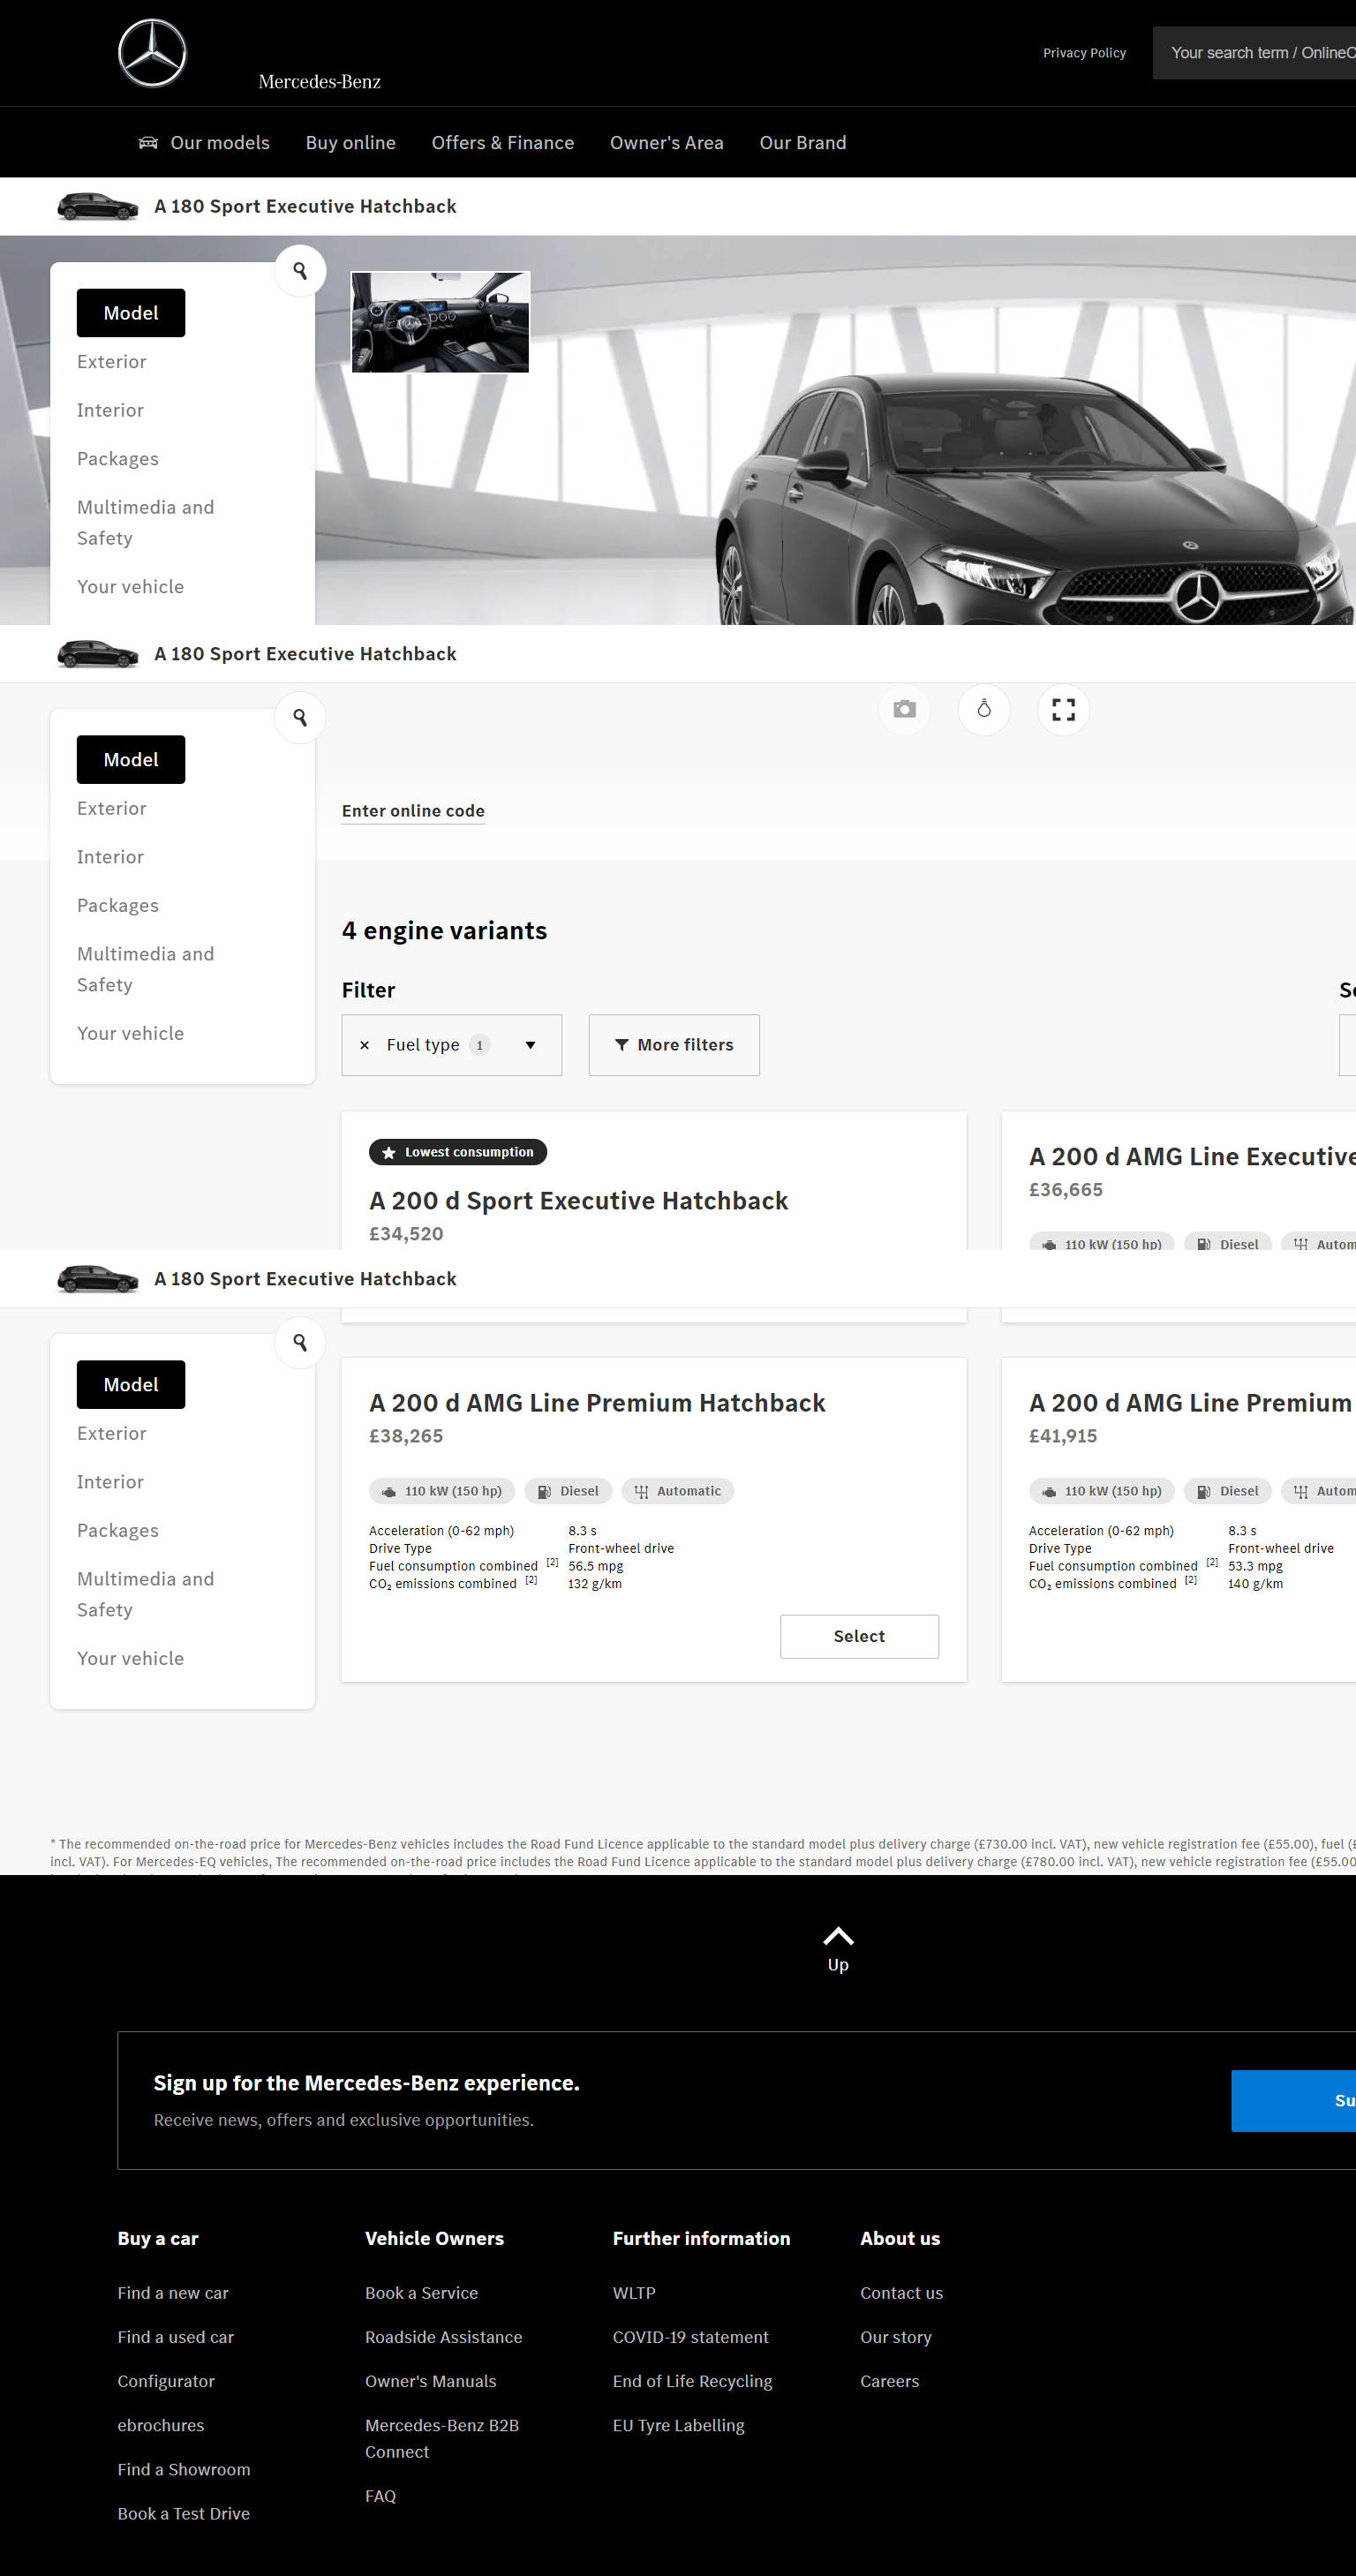 Mercedes-Benz
Privacy Policy
Your search term / OnlineC
Our models
Buy online
Offers & Finance
Owner's Area
Our Brand
A 180 Sport Executive Hatchback
Model
Exterior
Interior
Packages
Multimedia and
Safety
Your vehicle
A 180 Sport Executive Hatchback
Model
Exterior
Interior
Packages
Multimedia and
Safety
Your vehicle
Enter online code
4 engine variants
Filter
Fuel type 1
More filters
Lowest consumption
A 200 d Sport Executive Hatchback
£34,520
A 200 d AMG Line Executive
£36,665
110 kW (150 hp)
Diesel
Autom
A 180 Sport Executive Hatchback
Model
Exterior
Interior
Packages
Multimedia and
Safety
Your vehicle
A 200 d AMG Line Premium Hatchback
£38,265
110 kW (150 hp)
Diesel
Automatic
Acceleration (0-62 mph) 8.3 s
Drive Type Front-wheel drive
Fuel consumption combined [2] 56.5 mpg
CO₂ emissions combined [2] 132 g/km
Select
A 200 d AMG Line Premium
£41,915
110 kW (150 hp)
Diesel
Autom
Acceleration (0-62 mph) 8.3 s
Drive Type Front-wheel drive
Fuel consumption combined [2] 53.3 mpg
CO₂ emissions combined [2] 140 g/km
* The recommended on-the-road price for Mercedes-Benz vehicles includes the Road Fund Licence applicable to the standard model plus delivery charge (£730.00 incl. VAT), new vehicle registration fee (£55.00), fuel (£
incl. VAT). For Mercedes-EQ vehicles, The recommended on-the-road price includes the Road Fund Licence applicable to the standard model plus delivery charge (£780.00 incl. VAT), new vehicle registration fee (£55.00
Up
Sign up for the Mercedes-Benz experience.
Receive news, offers and exclusive opportunities.
Su
Buy a car
Find a new car
Find a used car
Configurator
ebrochures
Find a Showroom
Book a Test Drive
Vehicle Owners
Book a Service
Roadside Assistance
Owner's Manuals
Mercedes-Benz B2B
Connect
FAQ
Further information
WLTP
COVID-19 statement
End of Life Recycling
EU Tyre Labelling
About us
Contact us
Our story
Careers